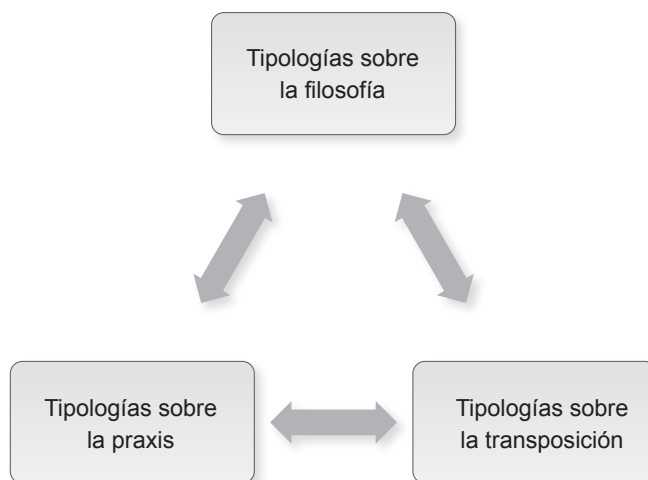 Tipologías sobre
la filosofía
Tipologías sobre
la praxis
Tipologías sobre
la transposición